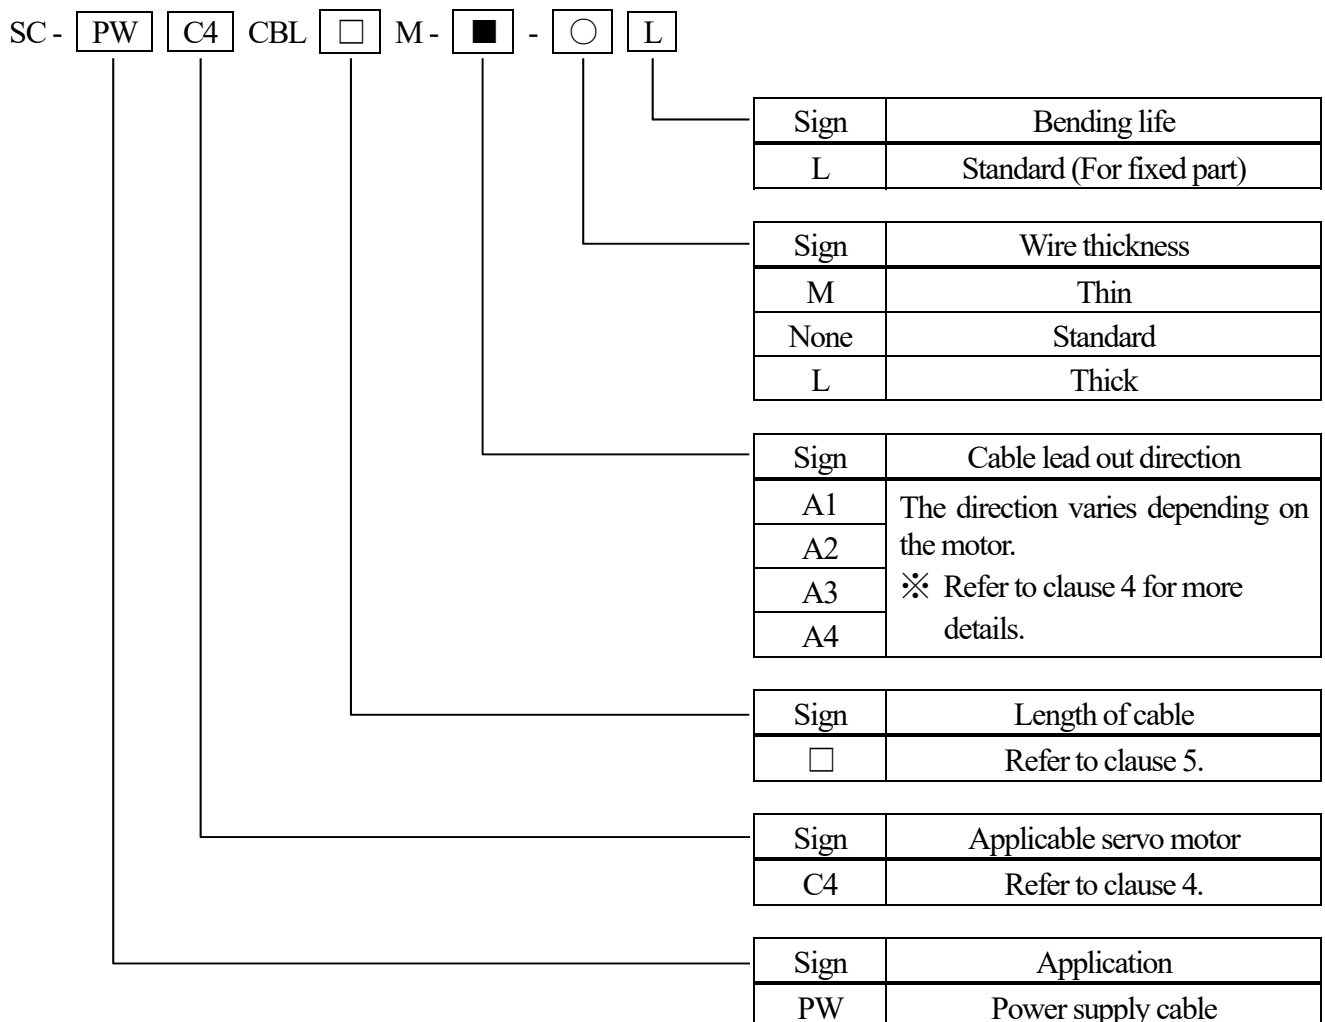 SC - PW C4 CBL □ M - ■ - ○ L
Sign Bending life
L Standard (For fixed part)
Sign Wire thickness
M Thin
None Standard
L Thick
Sign Cable lead out direction
A1 The direction varies depending on
A2 the motor.
A3 ※ Refer to clause 4 for more
A4 details.
Sign Length of cable
□ Refer to clause 5.
Sign Applicable servo motor
C4 Refer to clause 4.
Sign Application
PW Power supply cable